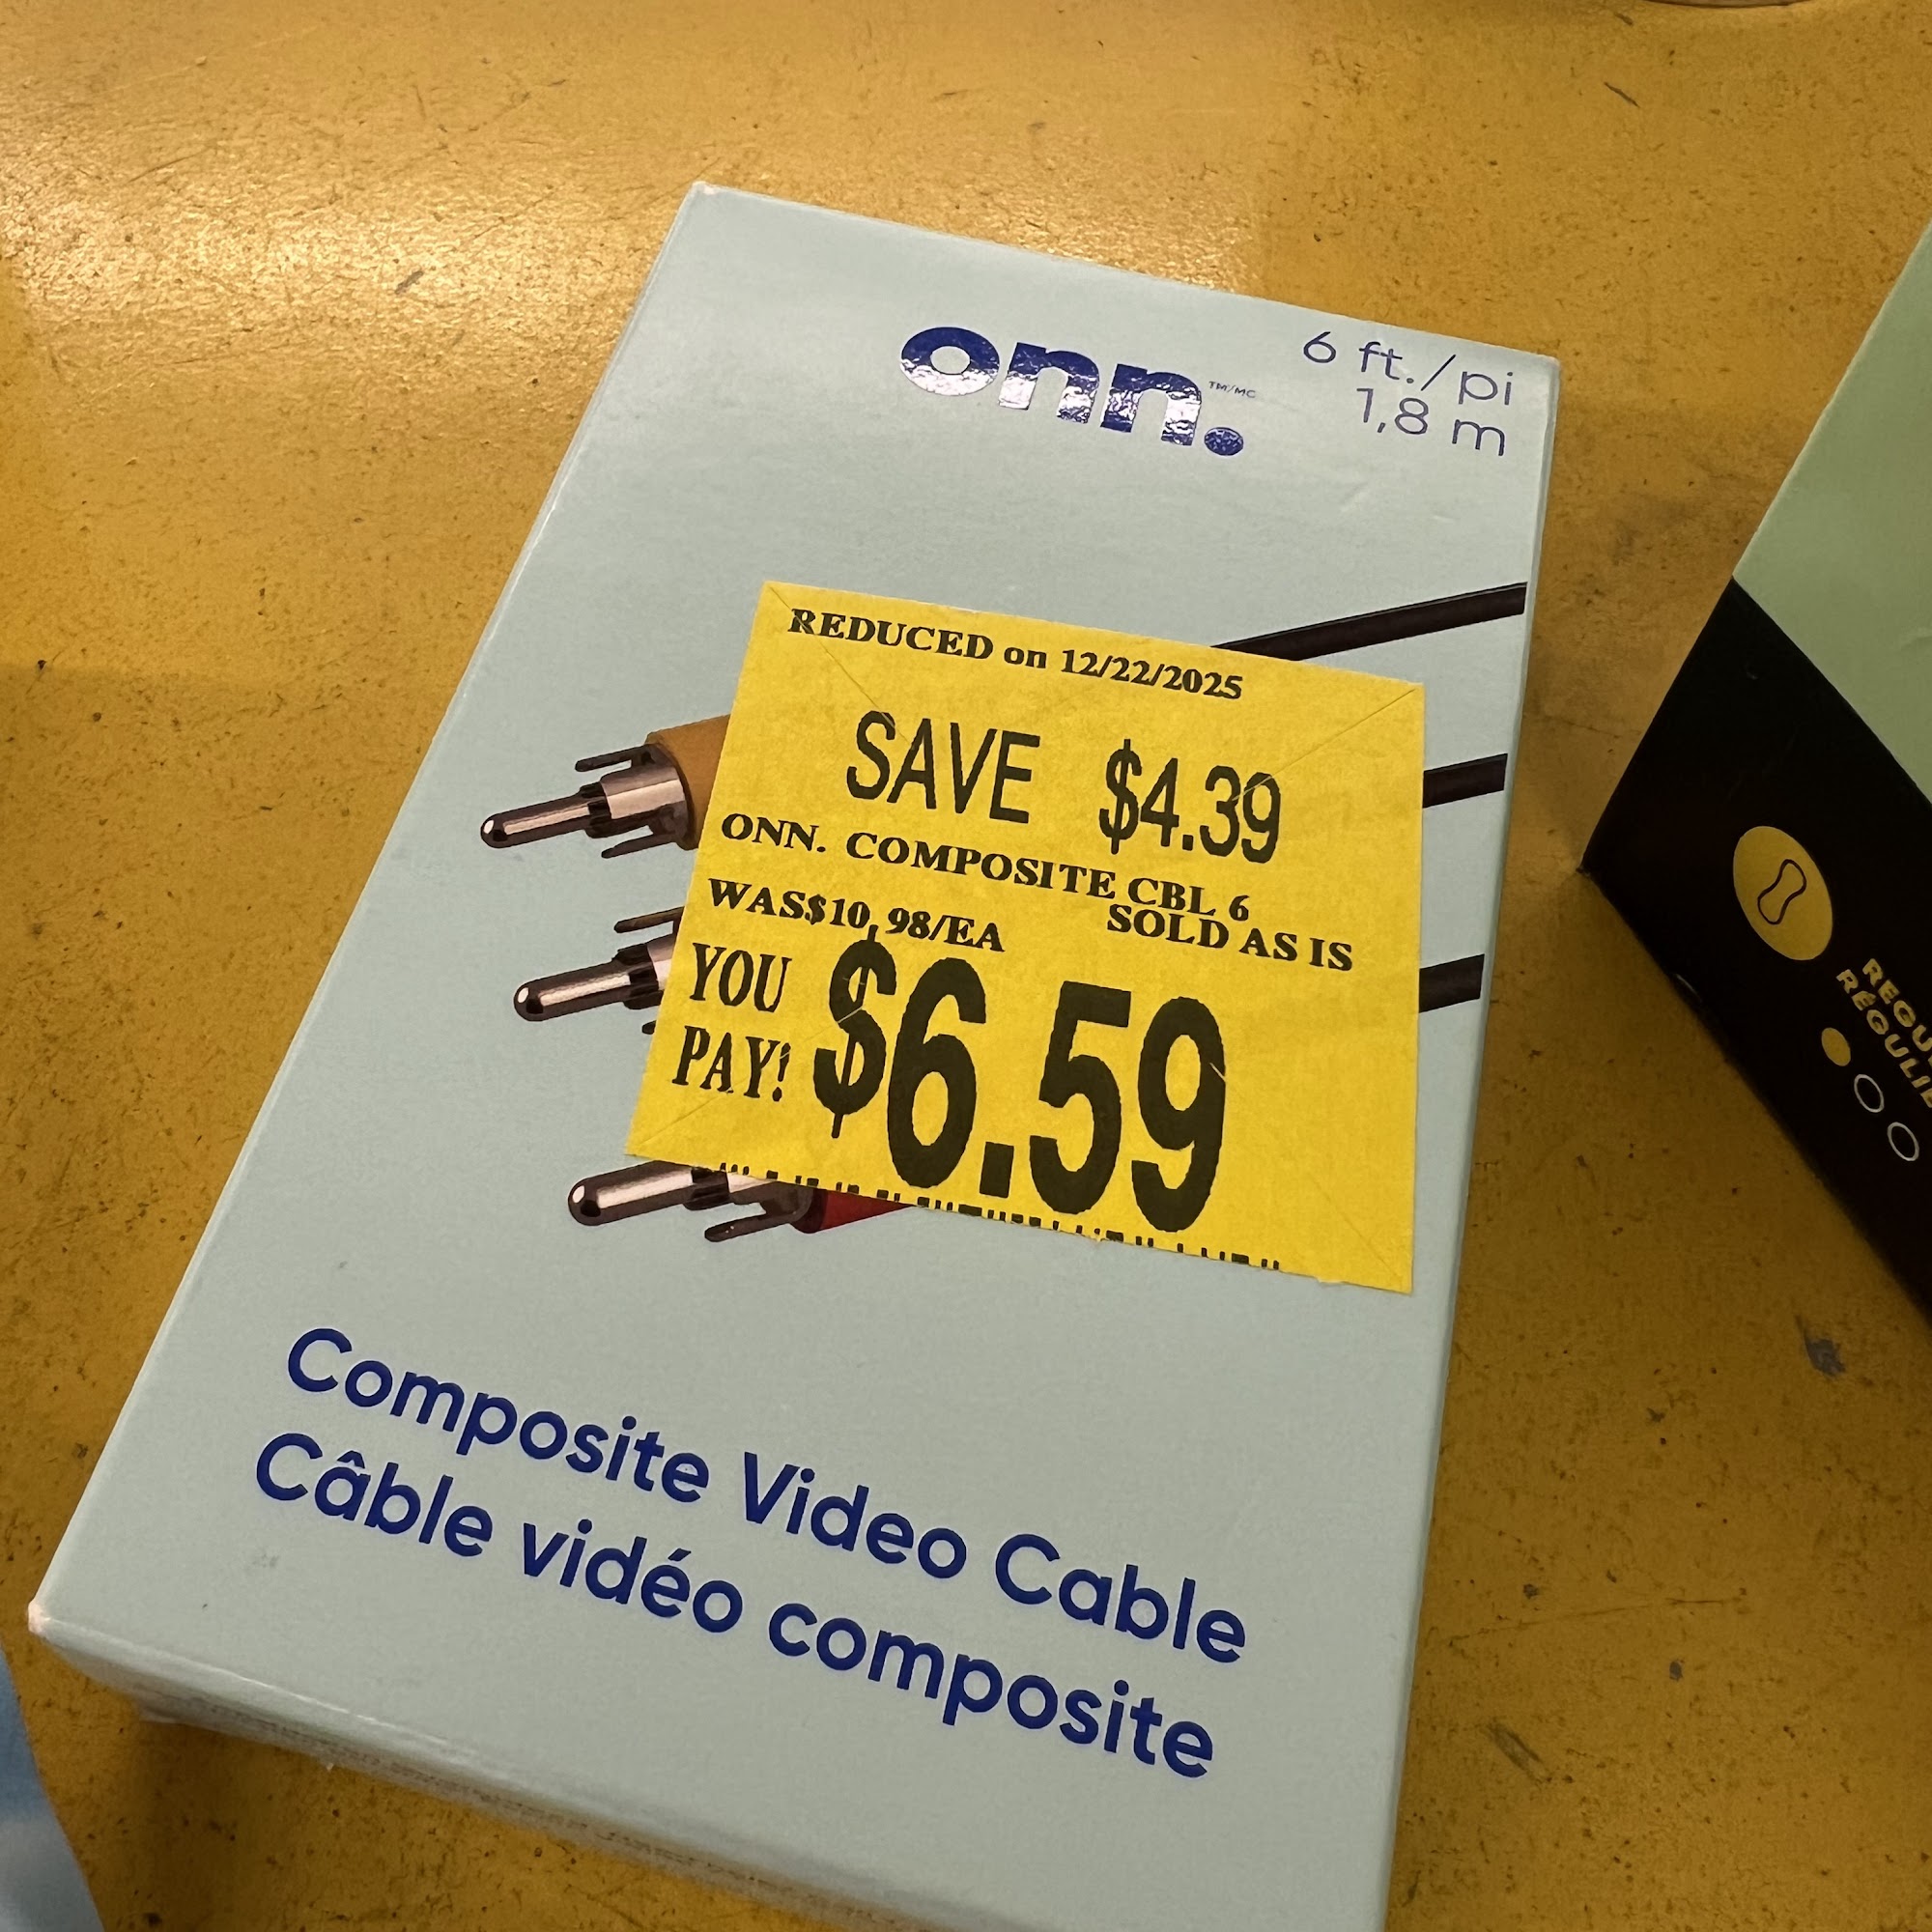 onn.™/MC
6 ft./pi
1,8 m
REDUCED on 12/22/2025
SAVE $4.39
ONN. COMPOSITE CBL 6
WAS$10.98/EA
SOLD AS IS
YOU PAY! $6.59
Composite Video Cable
Câble vidéo composite